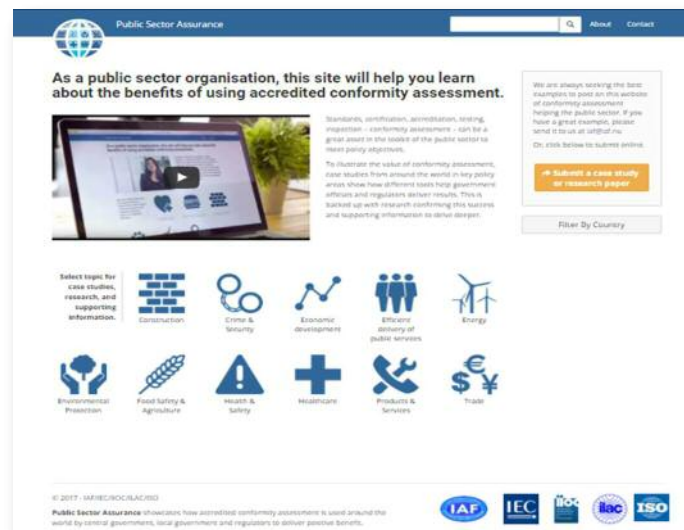 Public Sector Assurance
About
Contact
As a public sector organisation, this site will help you learn
about the benefits of using accredited conformity assessment.
Standards, certification, accreditation, testing,
inspection – conformity assessment – can be a
great asset in the toolkit of the public sector to
meet policy objectives.
To illustrate the value of conformity assessment,
case studies from around the world in key policy
areas show how different tools help government
officials and regulators deliver results. This is
backed up with research confirming this success
and supporting information to delve deeper.
We are always seeking the best
examples to post on this website
of conformity assessment
helping the public sector. If you
have a great example, please
send it to us at iaf@iaf.nu
Or, click below to submit online.
Submit a case study
or research paper
Filter By Country
Select topic for
case studies,
research, and
supporting
information.
Construction
Crime &
Security
Economic
development
Efficient
delivery of
public services
Energy
Environmental
Protection
Food Safety &
Agriculture
Health &
Safety
Healthcare
Products &
Services
Trade
© 2017 - IAF/IEC/IIOC/ILAC/ISO
Public Sector Assurance showcases how accredited conformity assessment is used around the
world by central government, local government and regulators to deliver positive benefits.
IAF
IEC
iioc
ilac
ISO